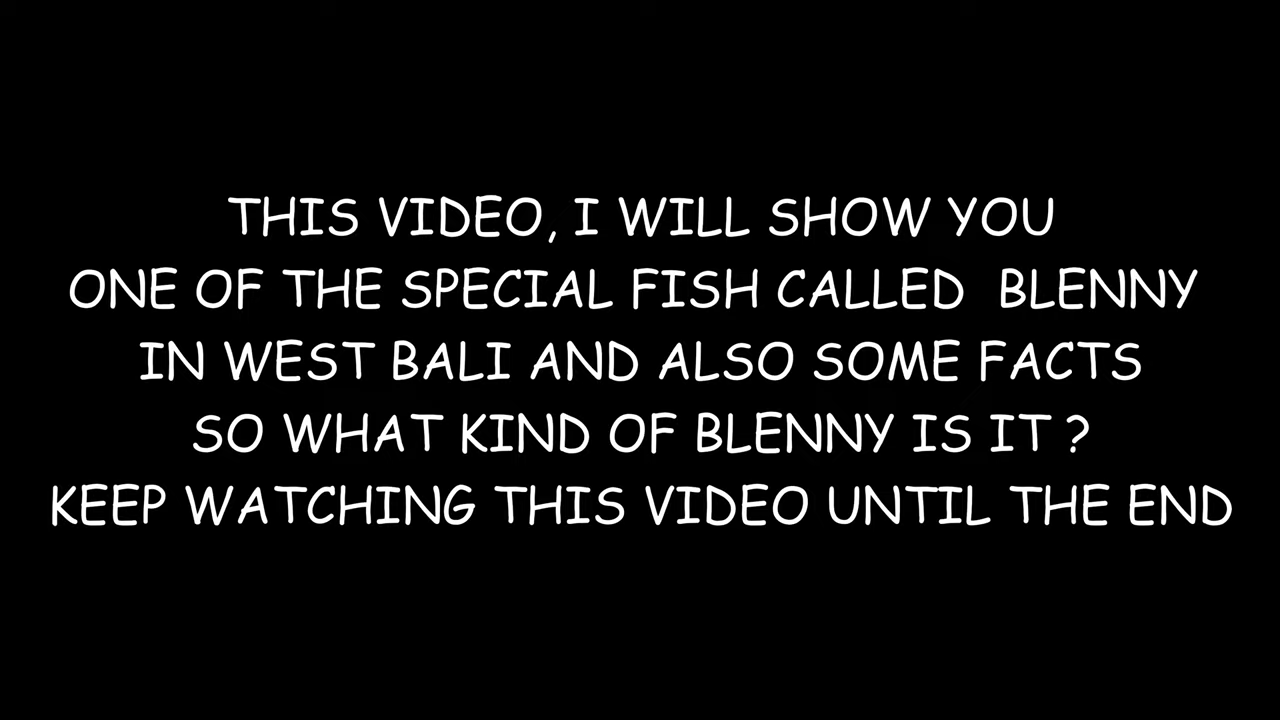 THIS VIDEO, I WILL SHOW YOU
ONE OF THE SPECIAL FISH CALLED  BLENNY
IN WEST BALI AND ALSO SOME FACTS
SO WHAT KIND OF BLENNY IS IT ?
KEEP WATCHING THIS VIDEO UNTIL THE END